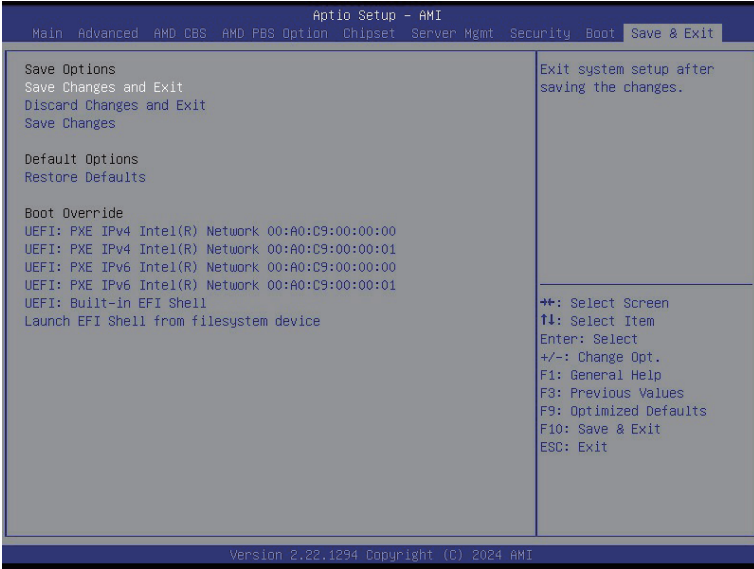 Aptio Setup - AMI
Main Advanced AMD CBS AMD PBS Option Chipset Server Mgmt Security Boot Save & Exit
Save Options
Save Changes and Exit
Discard Changes and Exit
Save Changes
Default Options
Restore Defaults
Boot Override
UEFI: PXE IPv4 Intel(R) Network 00:A0:C9:00:00:00
UEFI: PXE IPv4 Intel(R) Network 00:A0:C9:00:00:01
UEFI: PXE IPv6 Intel(R) Network 00:A0:C9:00:00:00
UEFI: PXE IPv6 Intel(R) Network 00:A0:C9:00:00:01
UEFI: Built-in EFI Shell
Launch EFI Shell from filesystem device
Exit system setup after
saving the changes.
→←: Select Screen
↑↓: Select Item
Enter: Select
+/-: Change Opt.
F1: General Help
F3: Previous Values
F9: Optimized Defaults
F10: Save & Exit
ESC: Exit
Version 2.22.1294 Copyright (C) 2024 AMI